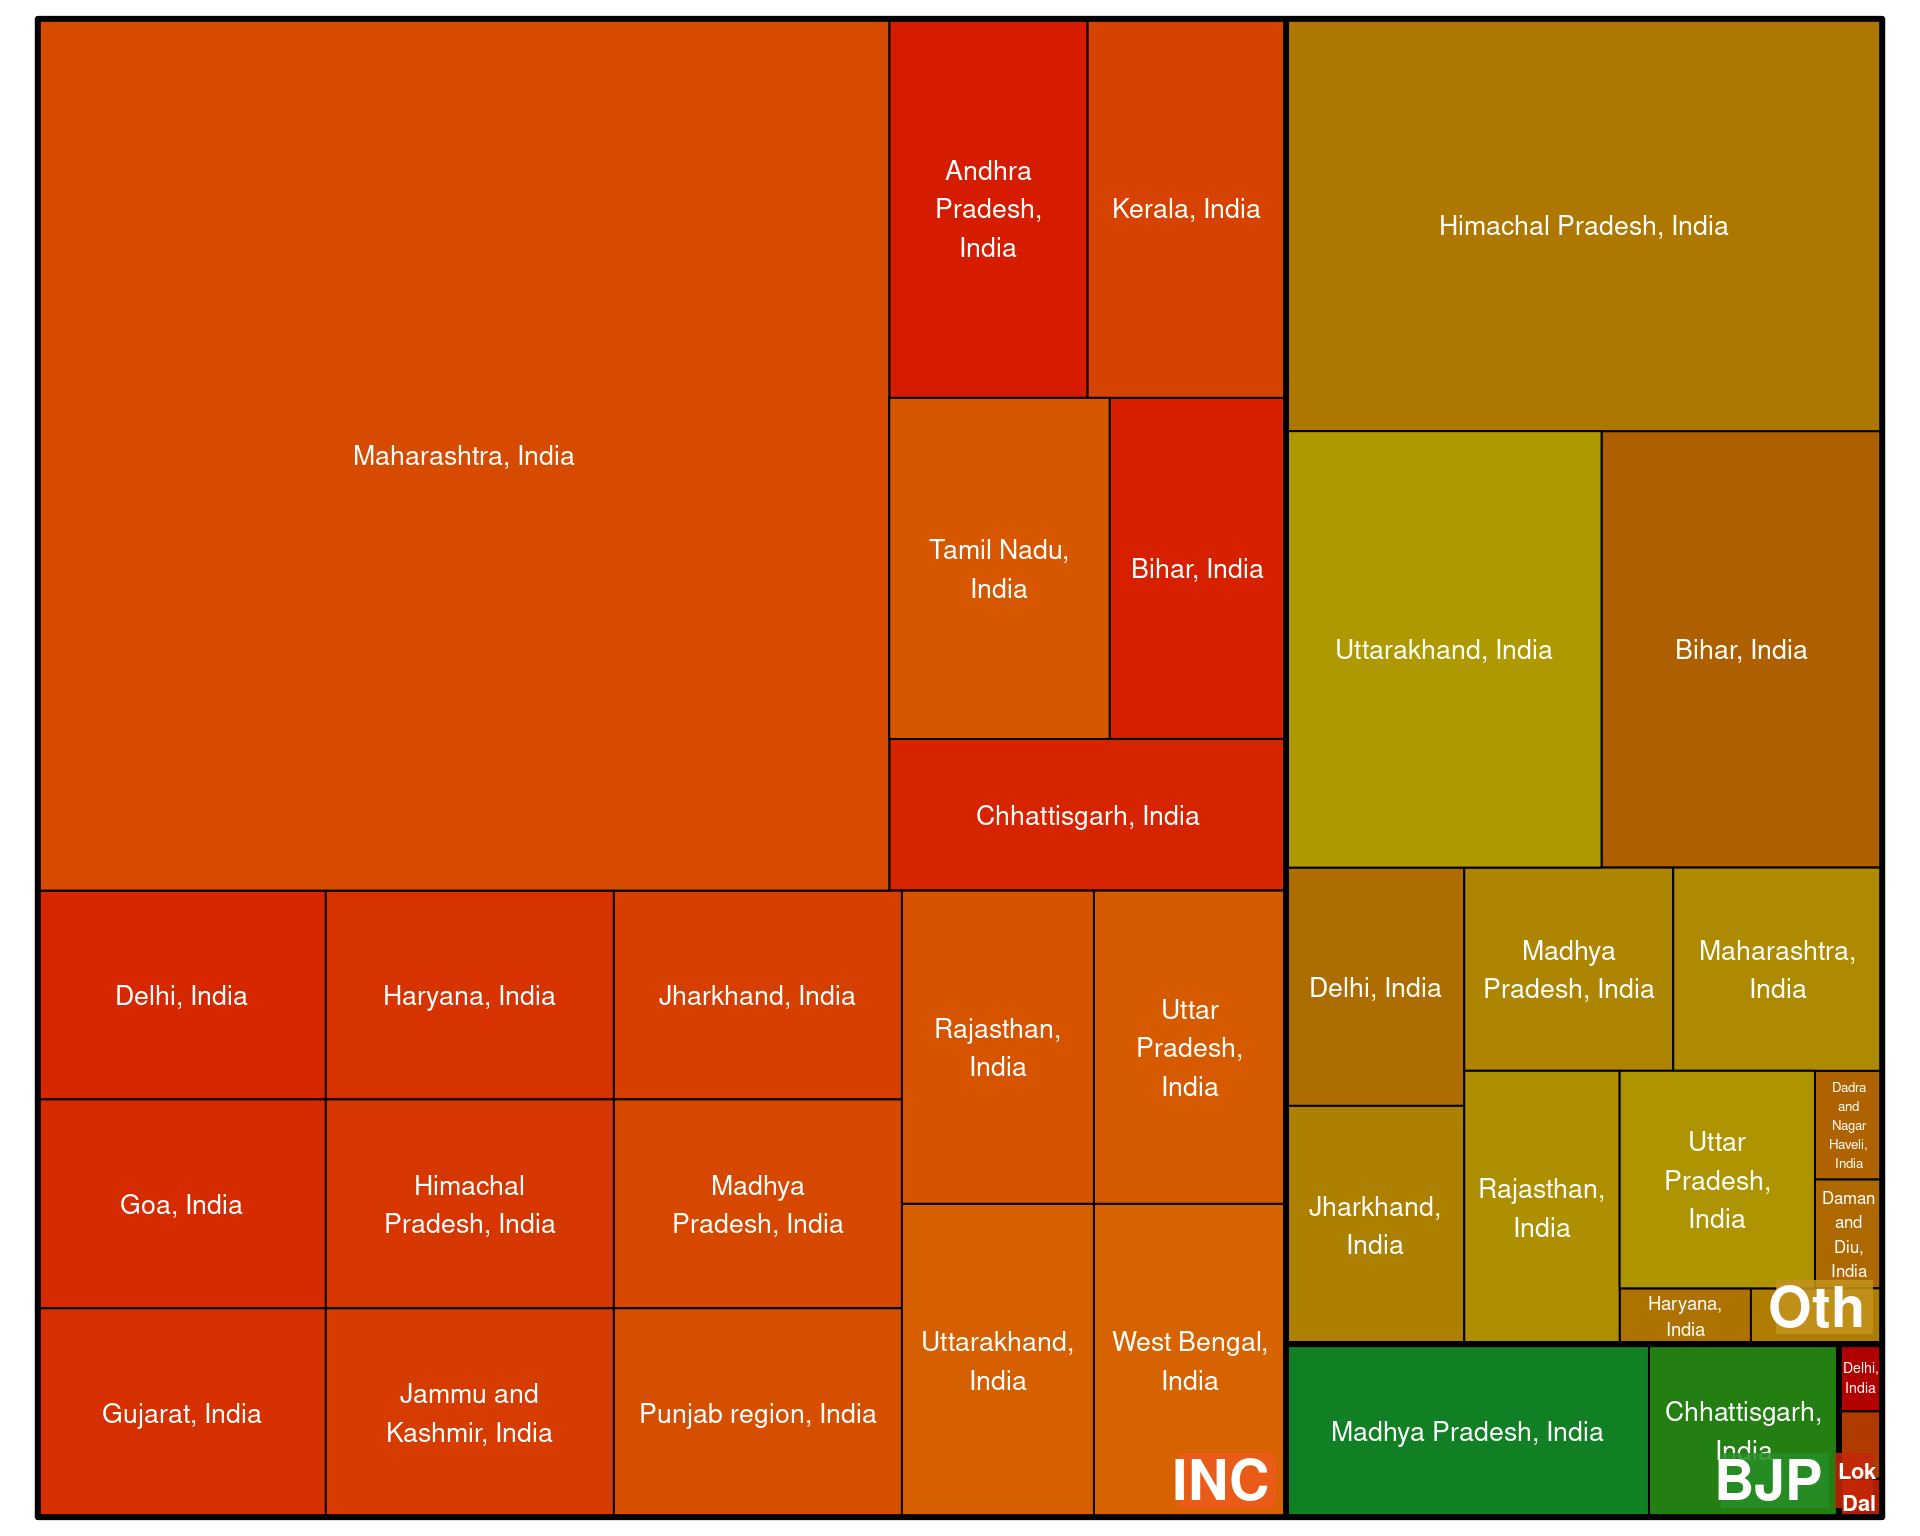 Maharashtra, India
Andhra
Pradesh,
India
Kerala, India
Tamil Nadu,
India
Bihar, India
Chhattisgarh, India
Delhi, India
Haryana, India
Jharkhand, India
Goa, India
Himachal
Pradesh, India
Madhya
Pradesh, India
Gujarat, India
Jammu and
Kashmir, India
Punjab region, India
Rajasthan,
India
Uttar
Pradesh,
India
Uttarakhand,
India
West Bengal,
India
INC
Himachal Pradesh, India
Uttarakhand, India
Bihar, India
Delhi, India
Madhya
Pradesh, India
Maharashtra,
India
Jharkhand,
India
Rajasthan,
India
Uttar
Pradesh,
India
Dadra
and
Nagar
Haveli,
India
Daman
and
Diu,
India
Haryana,
India
Oth
Madhya Pradesh, India
Chhattisgarh,
India
BJP
Delhi,
India
Lok
Dal